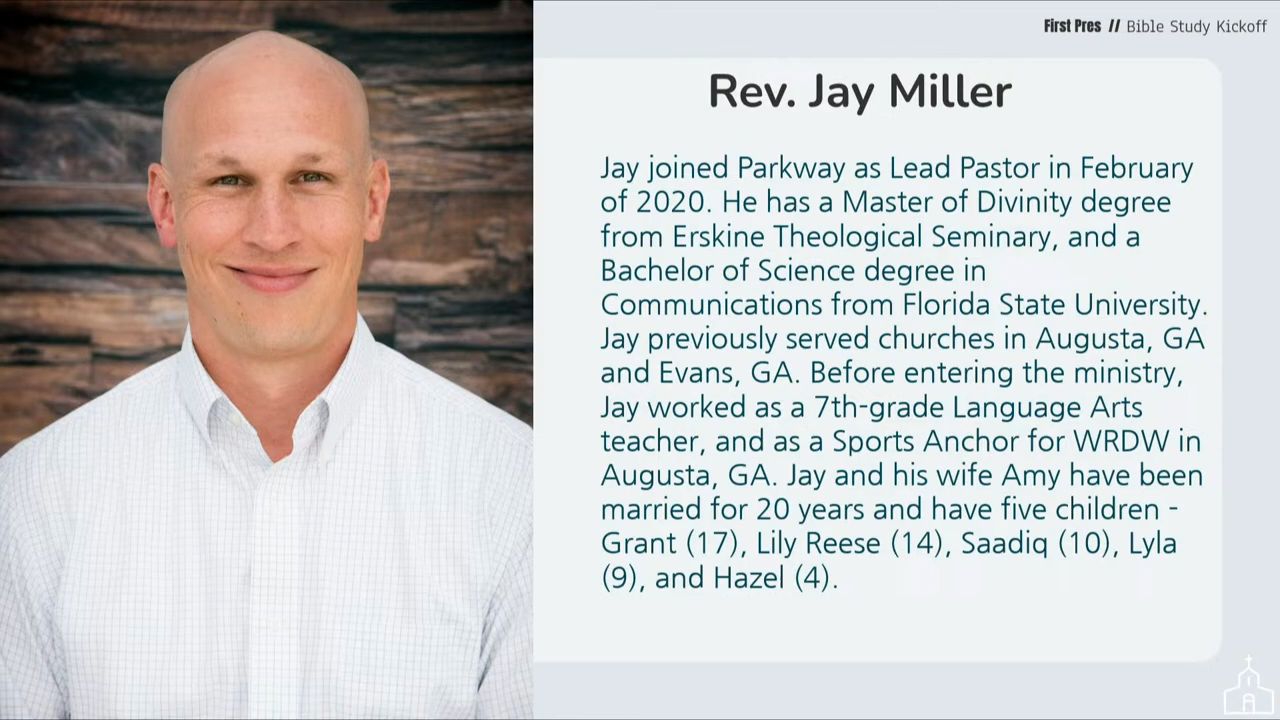 First Pres // Bible Study Kickoff
Rev. Jay Miller
Jay joined Parkway as Lead Pastor in February
of 2020. He has a Master of Divinity degree
from Erskine Theological Seminary, and a
Bachelor of Science degree in
Communications from Florida State University.
Jay previously served churches in Augusta, GA
and Evans, GA. Before entering the ministry,
Jay worked as a 7th-grade Language Arts
teacher, and as a Sports Anchor for WRDW in
Augusta, GA. Jay and his wife Amy have been
married for 20 years and have five children -
Grant (17), Lily Reese (14), Saadiq (10), Lyla
(9), and Hazel (4).